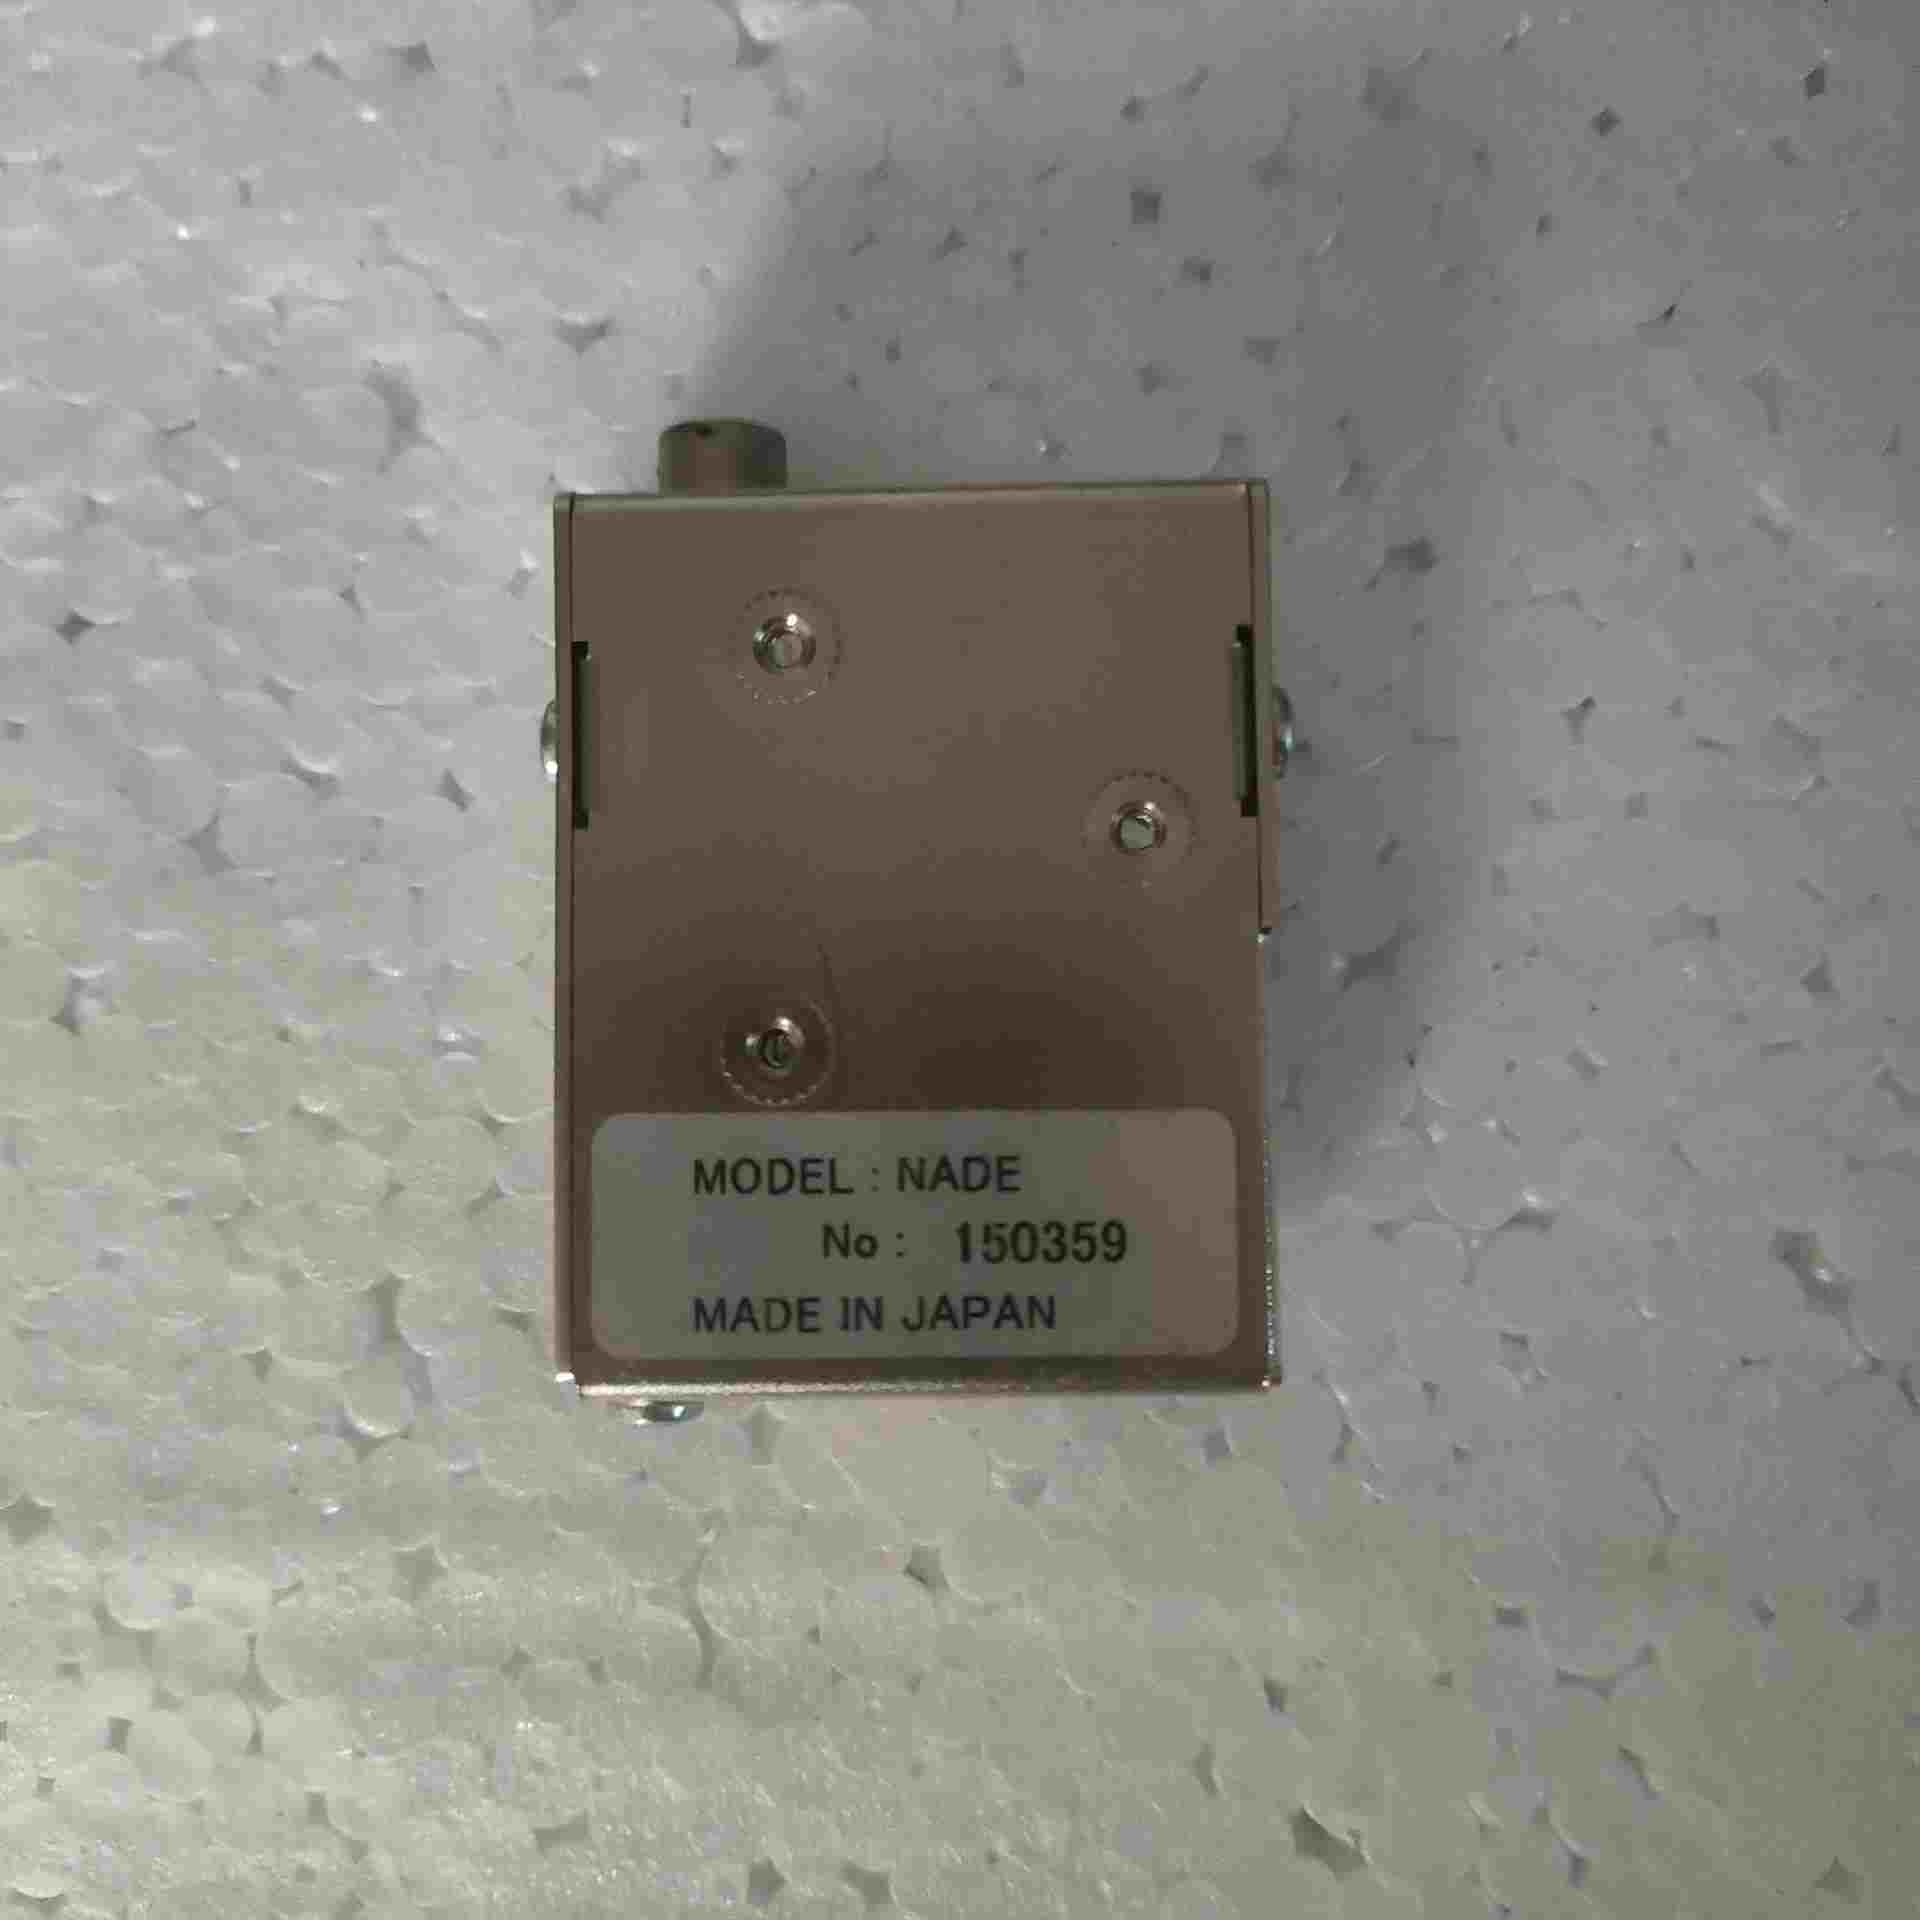 MODEL : NADE
No : 150359
MADE IN JAPAN